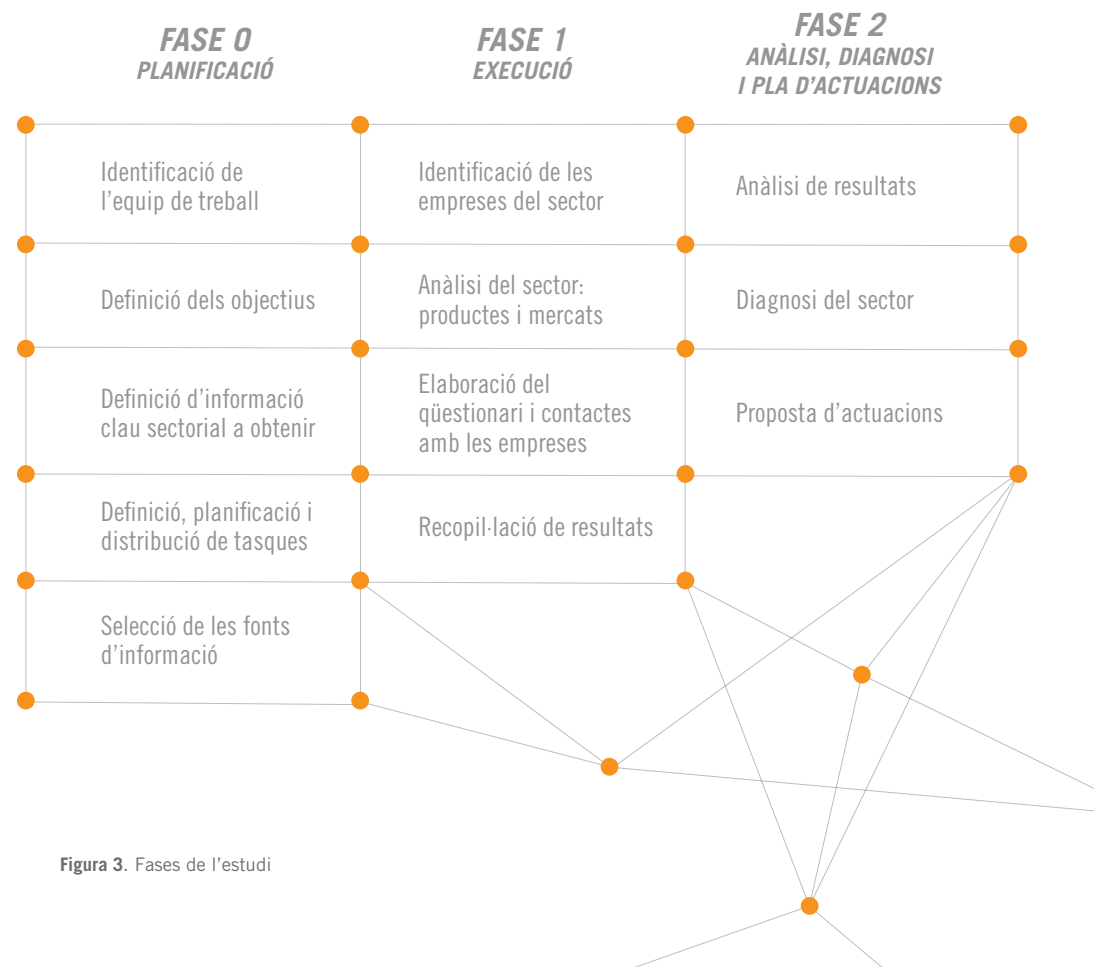 FASE 0
PLANIFICACIÓ
Identificació de
l’equip de treball
Definició dels objectius
Definició d’informació
clau sectorial a obtenir
Definició, planificació i
distribució de tasques
Selecció de les fonts
d’informació
FASE 1
EXECUCIÓ
Identificació de les
empreses del sector
Anàlisi del sector:
productes i mercats
Elaboració del
qüestionari i contactes
amb les empreses
Recopil·lació de resultats
FASE 2
ANÀLISI, DIAGNOSI
I PLA D’ACTUACIONS
Anàlisi de resultats
Diagnosi del sector
Proposta d’actuacions
Figura 3. Fases de l’estudi